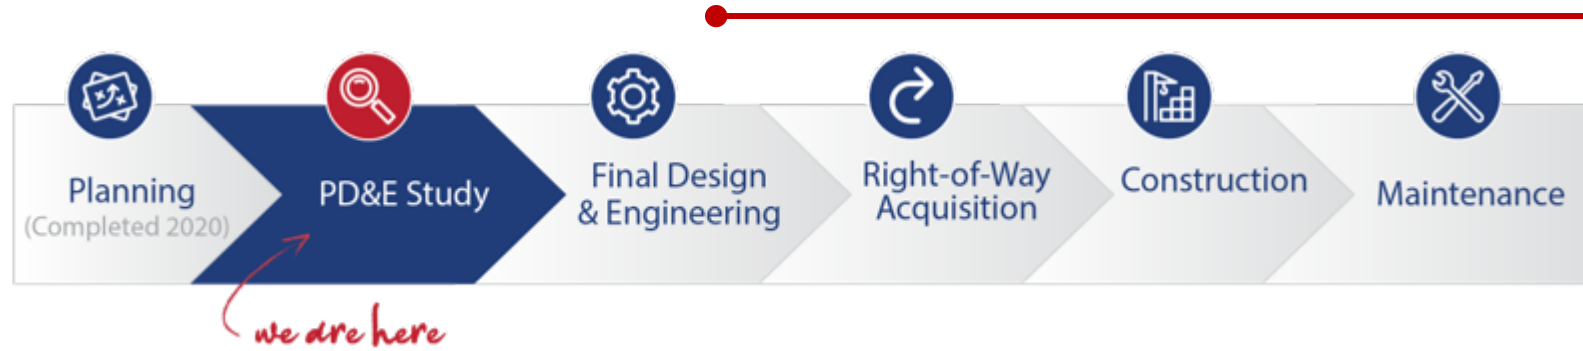 Planning
(Completed 2020)
PD&E Study
Final Design
& Engineering
Right-of-Way
Acquisition
Construction
Maintenance
we are here